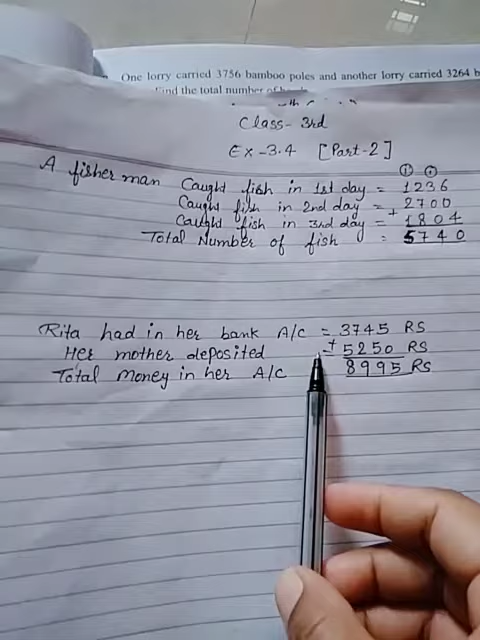 One lorry carried 3756 bamboo poles and another lorry carried 3264 b
Find the total number of
Class- 3rd
Ex-3.4 [Part-2]
① ①
A fisher man Caught fish in 1st day = 1236
Caught fish in 2nd day = 2700
Caught fish in 3rd day = + 1804
Total Number of fish = 5740
Rita had in her bank A/C = 3745 RS
Her mother deposited = + 5250 RS
Total Money in her A/C 8995 RS